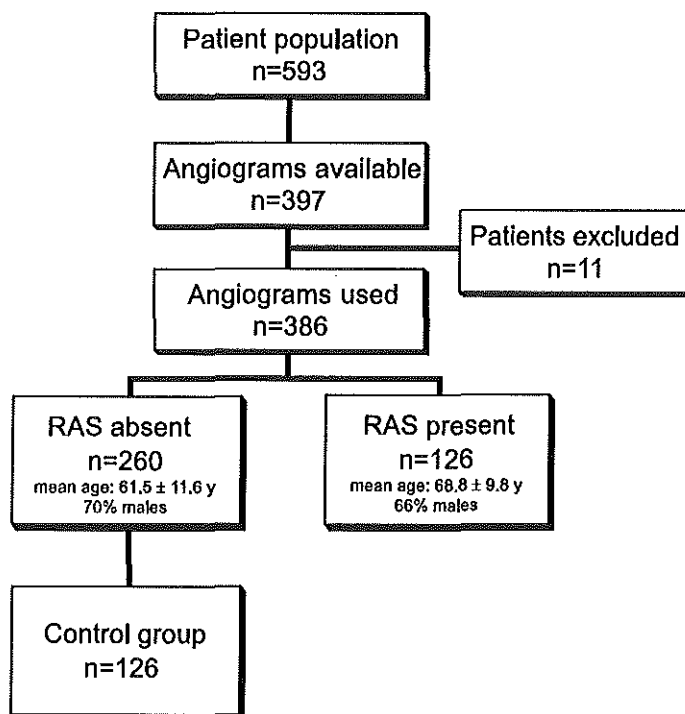 Patient population
n=593
Angiograms available
n=397
Patients excluded
n=11
Angiograms used
n=386
RAS absent
n=260
mean age: 61.5 ± 11.6 y
70% males
RAS present
n=126
mean age: 68.8 ± 9.8 y
66% males
Control group
n=126